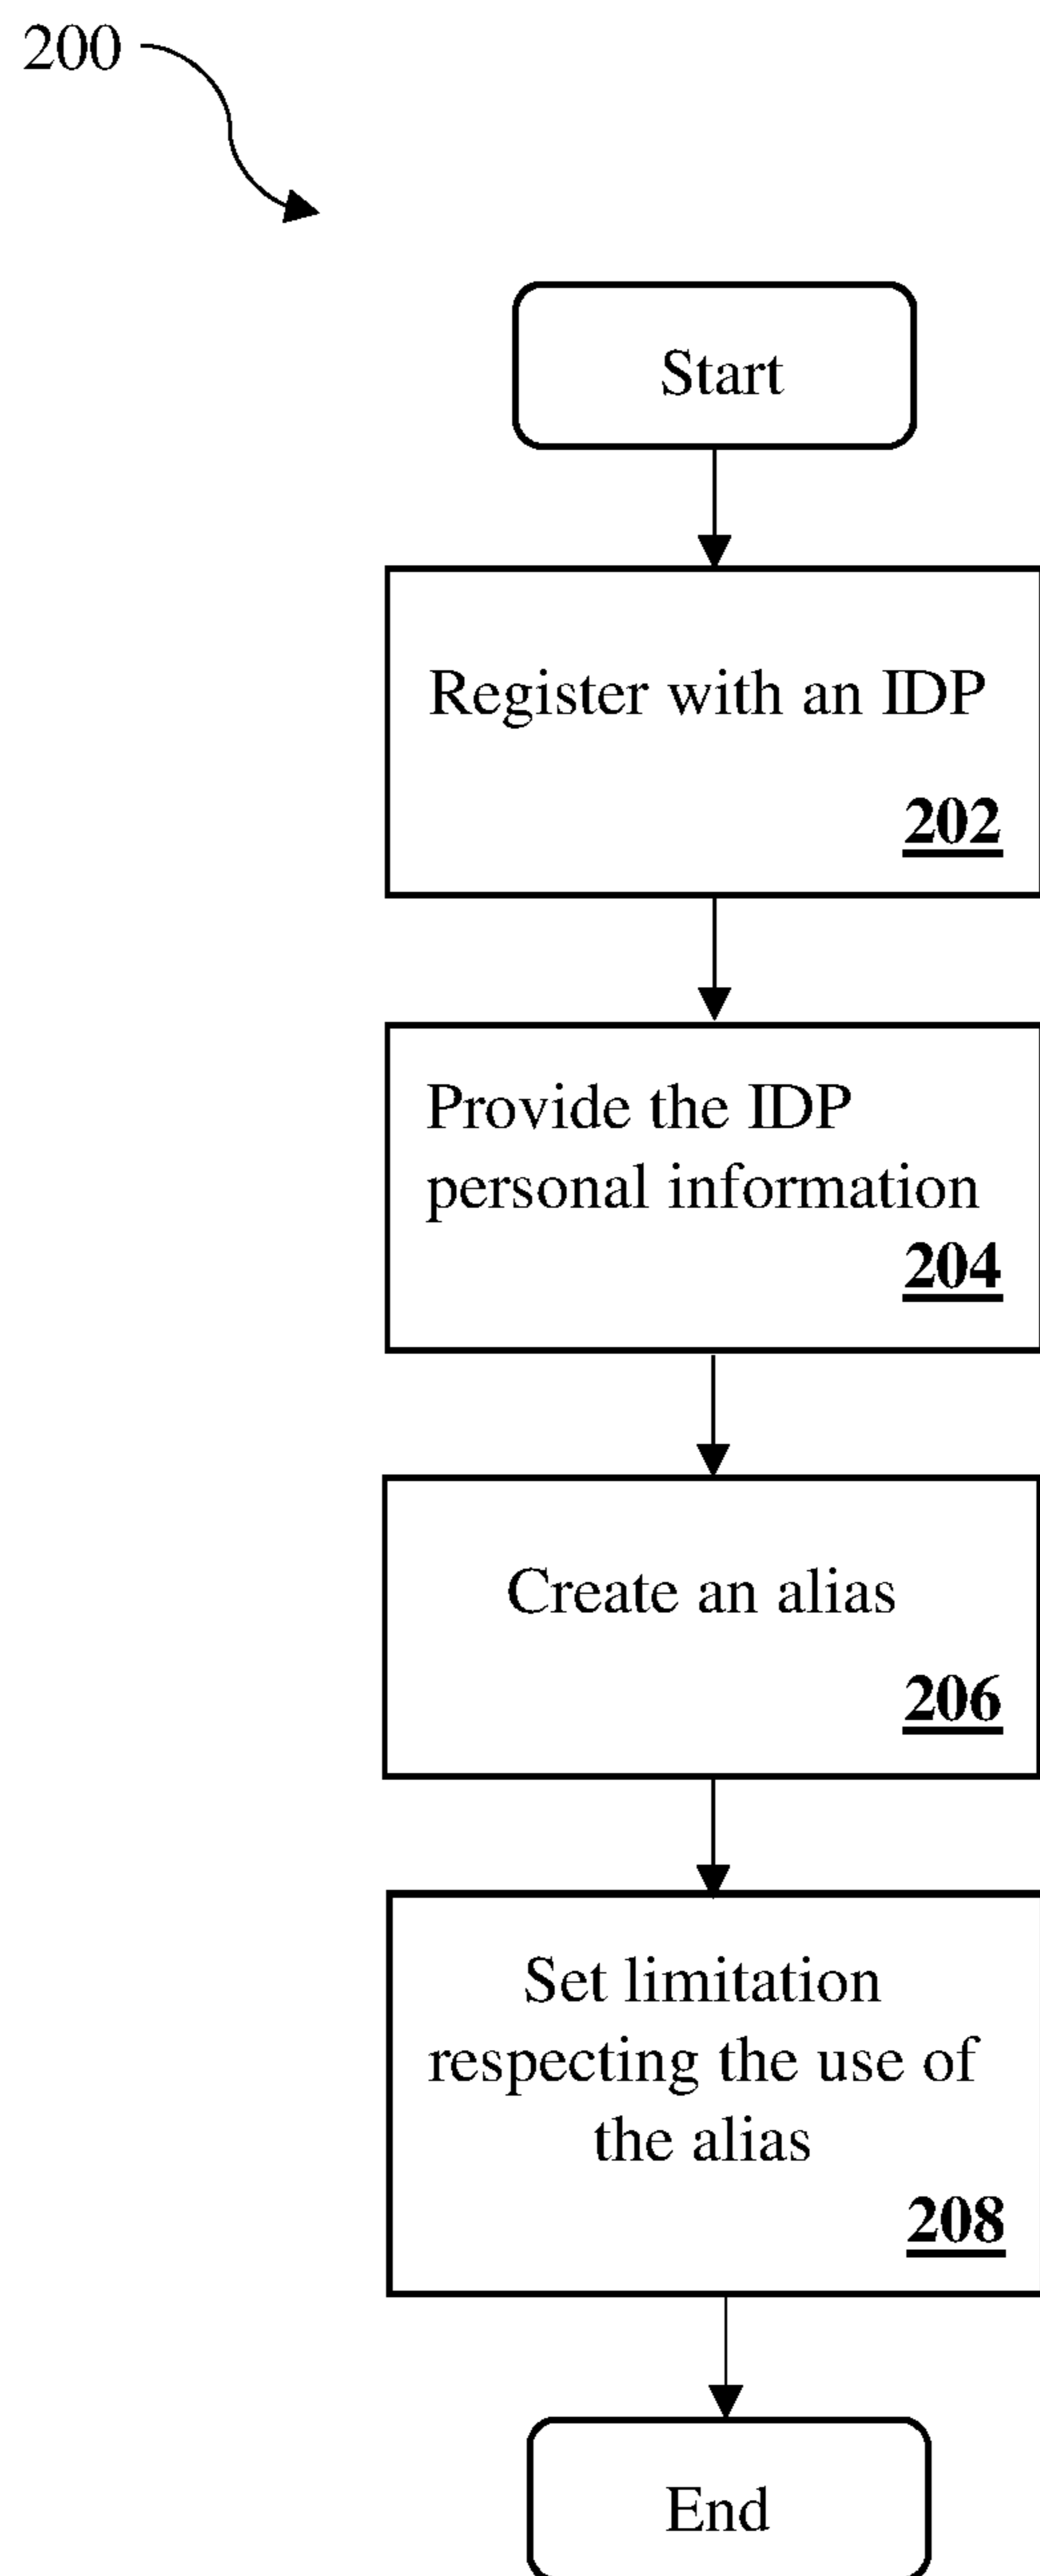 200
Start
Register with an IDP
202
Provide the IDP
personal information
204
Create an alias
206
Set limitation
respecting the use of
the alias
208
End